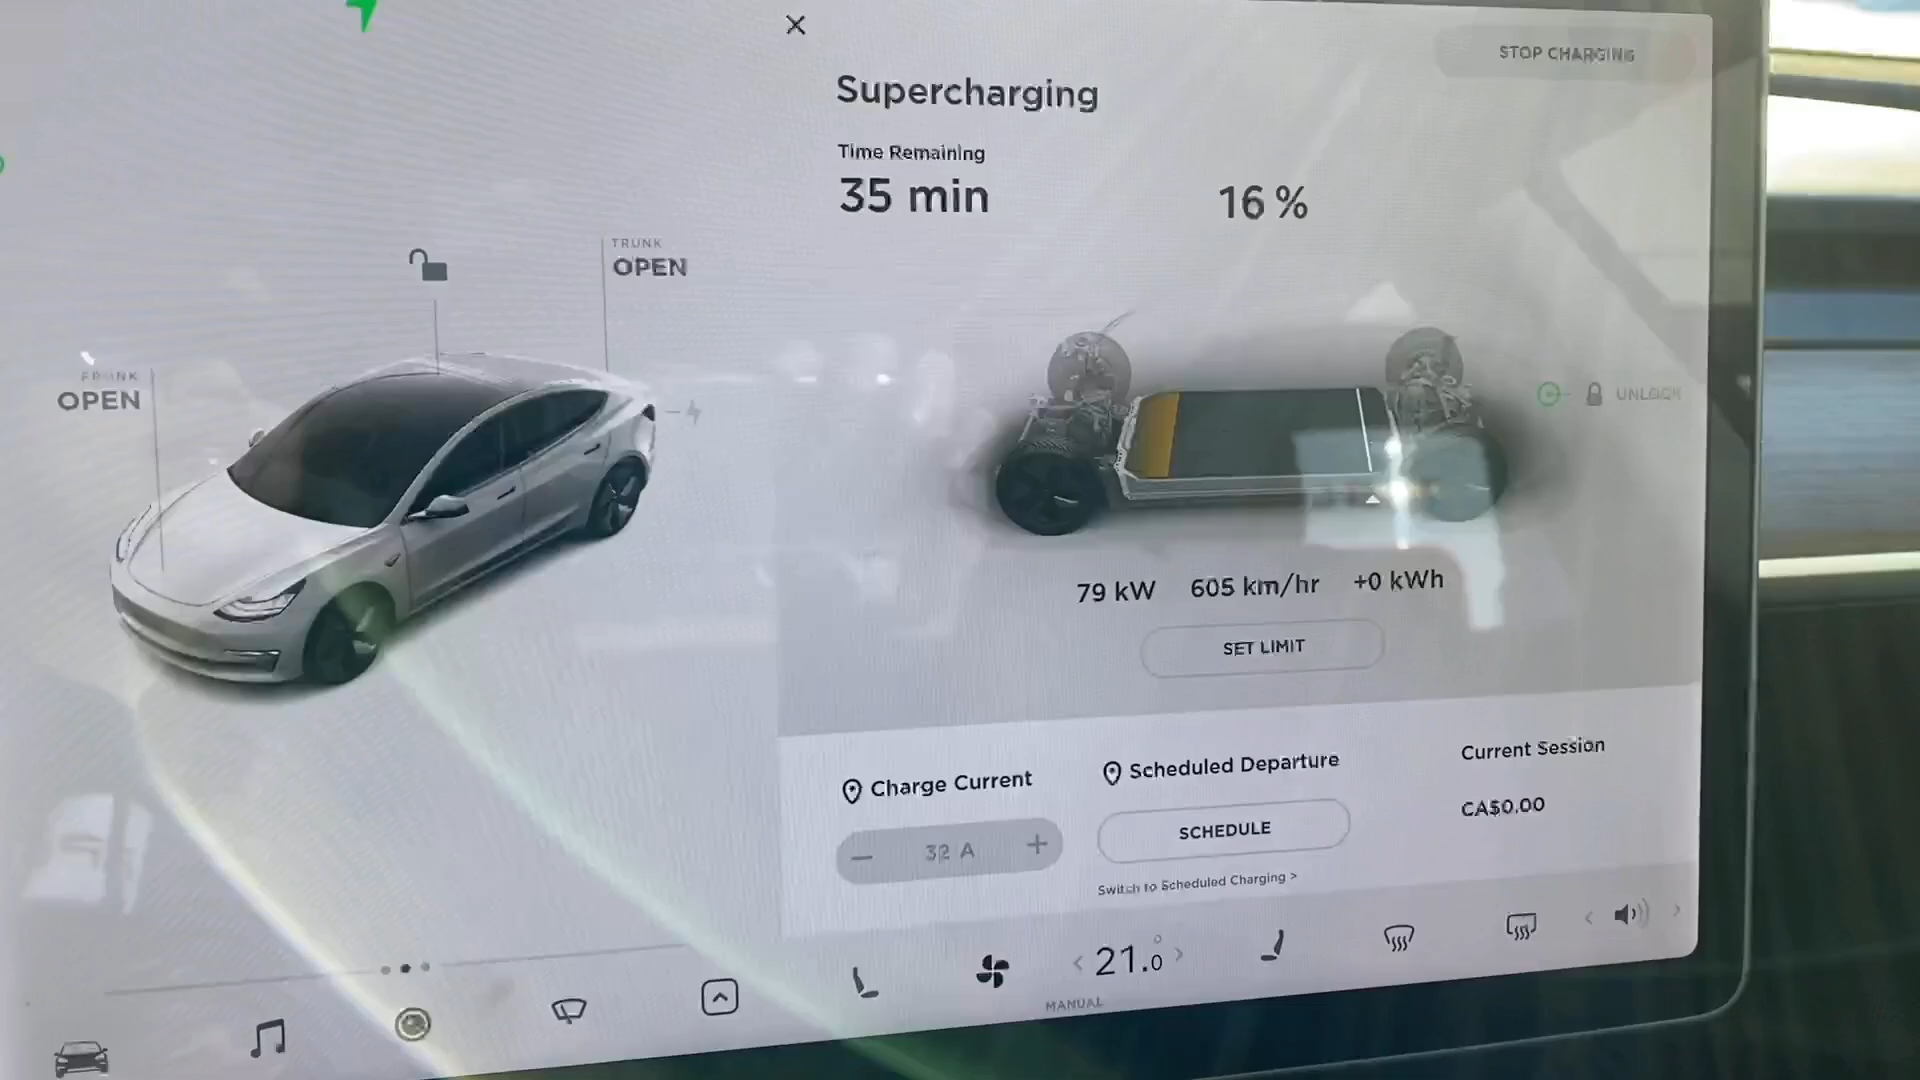 STOP CHARGING
Supercharging
Time Remaining
35 min
16 %
TRUNK
OPEN
FRUNK
OPEN
UNLOCK
79 kW 605 km/hr +0 kWh
SET LIMIT
Charge Current
32 A
Scheduled Departure
SCHEDULE
Switch to Scheduled Charging >
Current Session
CA$0.00
21.0°
MANUAL